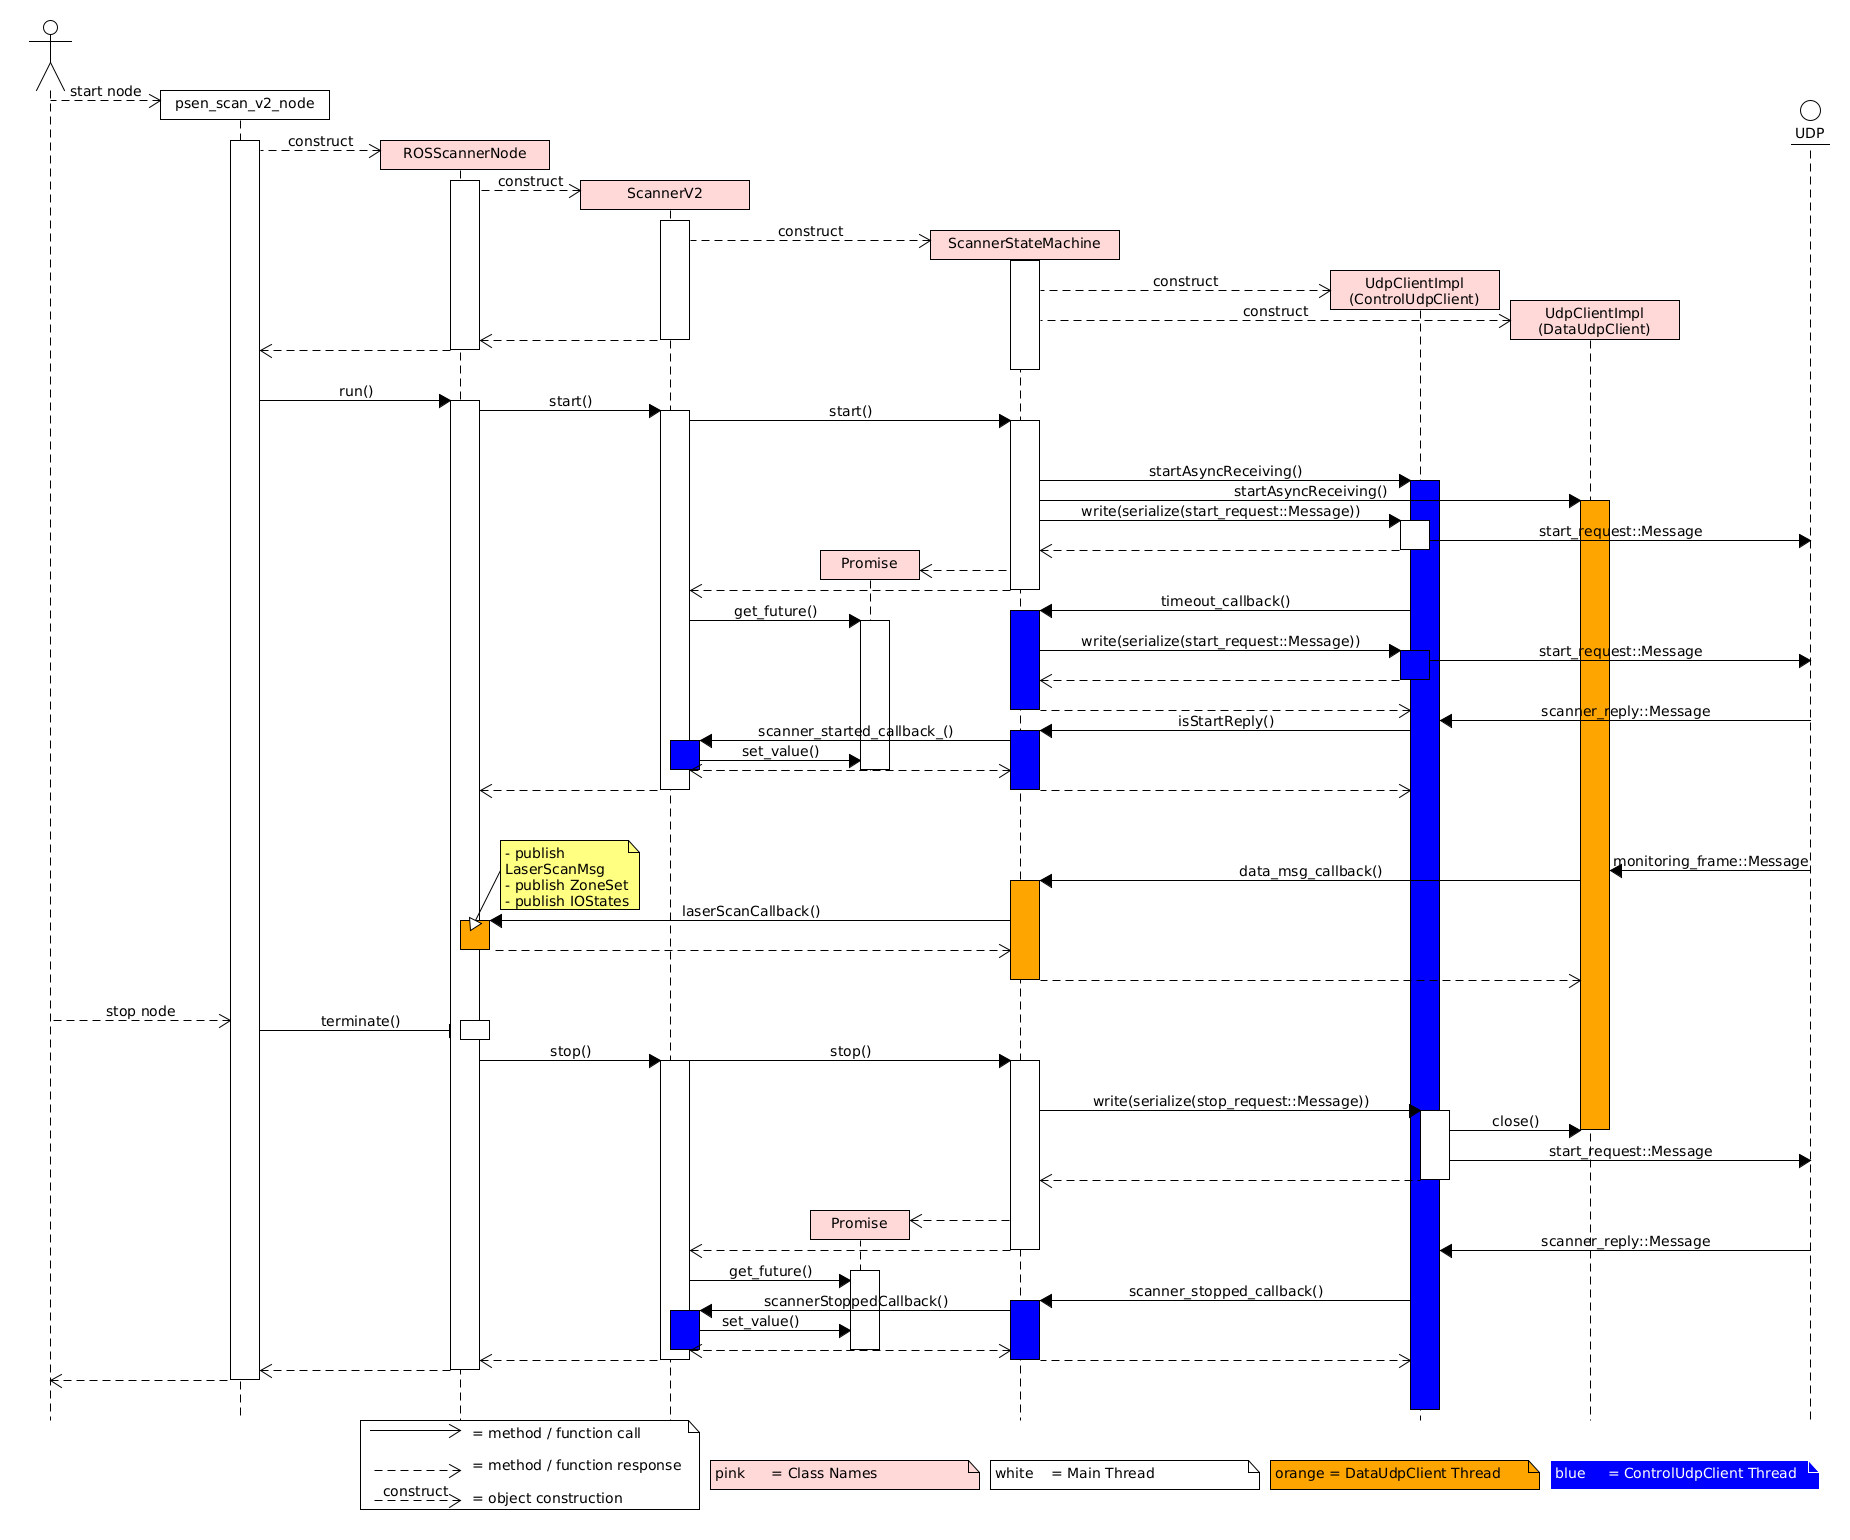 start node
psen_scan_v2_node
UDP
construct
ROSScannerNode
construct
ScannerV2
construct
ScannerStateMachine
construct
UdpClientImpl
(ControlUdpClient)
construct
UdpClientImpl
(DataUdpClient)
run()
start()
start()
startAsyncReceiving()
startAsyncReceiving()
write(serialize(start_request::Message))
start_request::Message
Promise
timeout_callback()
get_future()
write(serialize(start_request::Message))
start_request::Message
scanner_reply::Message
isStartReply()
scanner_started_callback_()
set_value()
- publish
LaserScanMsg
- publish ZoneSet
- publish IOStates
monitoring_frame::Message
data_msg_callback()
laserScanCallback()
stop node
terminate()
stop()
stop()
write(serialize(stop_request::Message))
close()
start_request::Message
Promise
scanner_reply::Message
get_future()
scanner_stopped_callback()
scannerStoppedCallback()
set_value()
= method / function call
= method / function response
construct
= object construction
pink = Class Names
white = Main Thread
orange = DataUdpClient Thread
blue = ControlUdpClient Thread